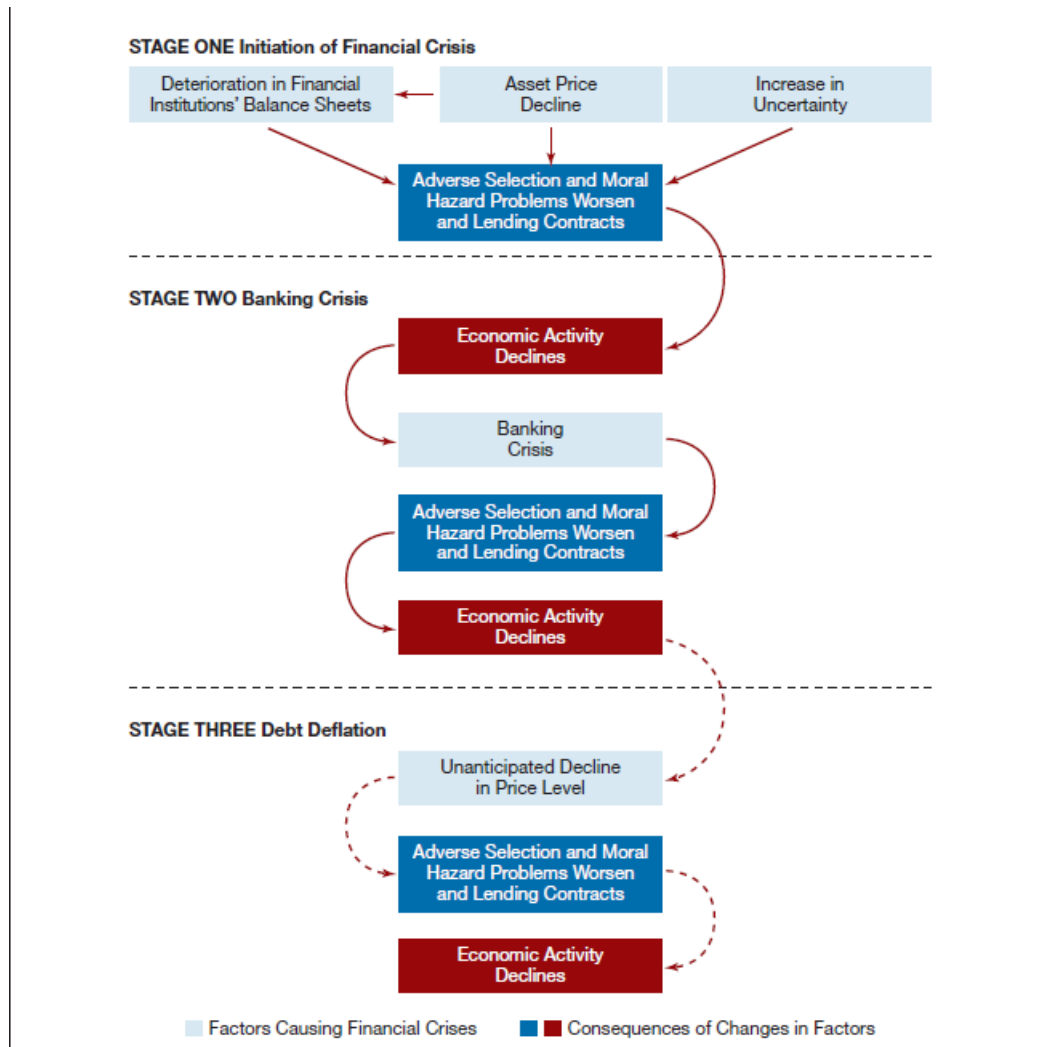 STAGE ONE Initiation of Financial Crisis
Deterioration in Financial
Institutions' Balance Sheets
Asset Price
Decline
Increase in
Uncertainty
Adverse Selection and Moral
Hazard Problems Worsen
and Lending Contracts
STAGE TWO Banking Crisis
Economic Activity
Declines
Banking
Crisis
Adverse Selection and Moral
Hazard Problems Worsen
and Lending Contracts
Economic Activity
Declines
STAGE THREE Debt Deflation
Unanticipated Decline
in Price Level
Adverse Selection and Moral
Hazard Problems Worsen
and Lending Contracts
Economic Activity
Declines
Factors Causing Financial Crises
Consequences of Changes in Factors